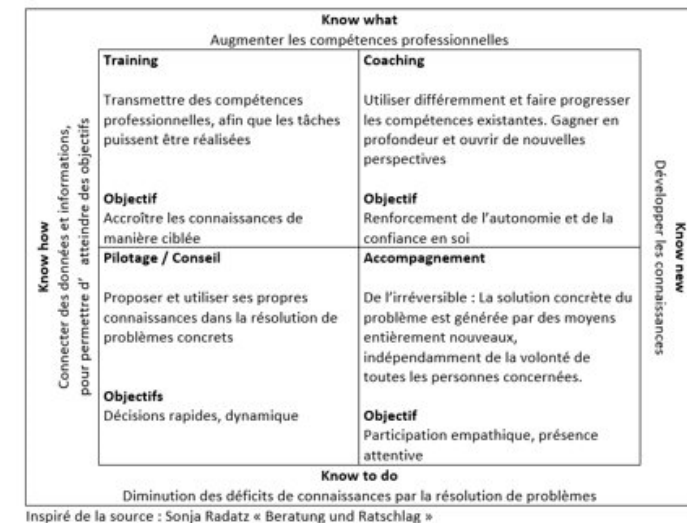 Know what
Augmenter les compétences professionnelles
Know how
Connecter des données et informations,
pour permettre d’ atteindre des objectifs
Training
Transmettre des compétences
professionnelles, afin que les tâches
puissent être réalisées
Objectif
Accroître les connaissances de
manière ciblée
Coaching
Utiliser différemment et faire progresser
les compétences existantes. Gagner en
profondeur et ouvrir de nouvelles
perspectives
Objectif
Renforcement de l’autonomie et de la
confiance en soi
Pilotage / Conseil
Proposer et utiliser ses propres
connaissances dans la résolution de
problèmes concrets
Objectifs
Décisions rapides, dynamique
Accompagnement
De l’irréversible : La solution concrète du
problème est générée par des moyens
entièrement nouveaux,
indépendamment de la volonté de
toutes les personnes concernées.
Objectif
Participation empathique, présence
attentive
Know new
Développer les connaissances
Know to do
Diminution des déficits de connaissances par la résolution de problèmes
Inspiré de la source : Sonja Radatz « Beratung und Ratschlag »